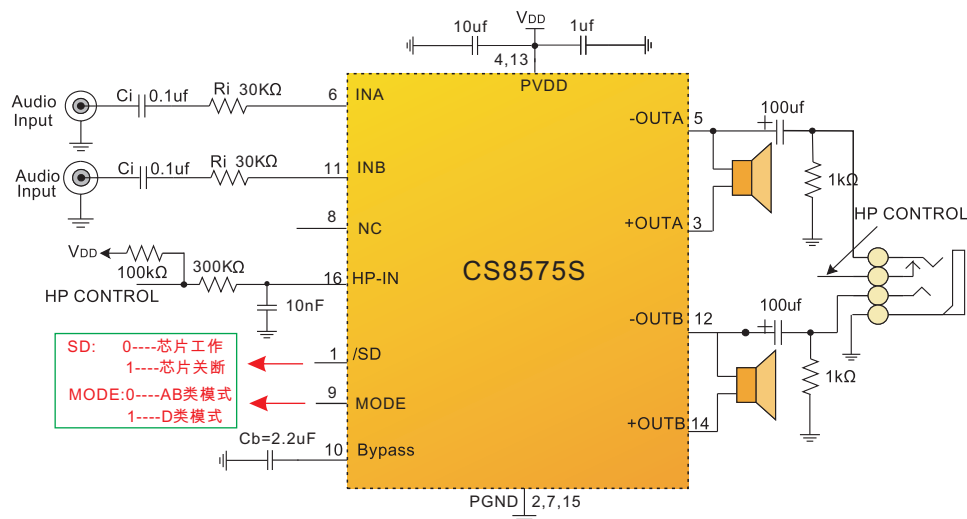 VDD
10uf
1uf
4,13
PVDD
Audio
Input
Ci
0.1uf
Ri 30KΩ
6
INA
Audio
Input
Ci
0.1uf
Ri 30KΩ
11
INB
8
NC
VDD
100kΩ
HP CONTROL
300KΩ
16
HP-IN
10nF
CS8575S
SD: 0----芯片工作
1----芯片关断
MODE:0----AB类模式
1----D类模式
1
/SD
9
MODE
Cb=2.2uF
10
Bypass
PGND
2,7,15
-OUTA
5
+
100uf
1kΩ
+OUTA
3
HP CONTROL
-OUTB
12
+
100uf
1kΩ
+OUTB
14